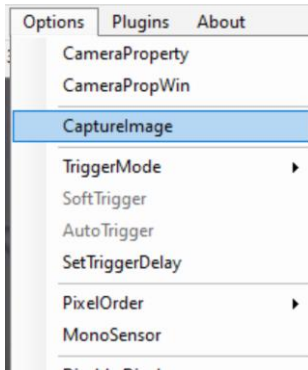 Options Plugins About
CameraProperty
CameraPropWin
CaptureImage
TriggerMode
SoftTrigger
AutoTrigger
SetTriggerDelay
PixelOrder
MonoSensor